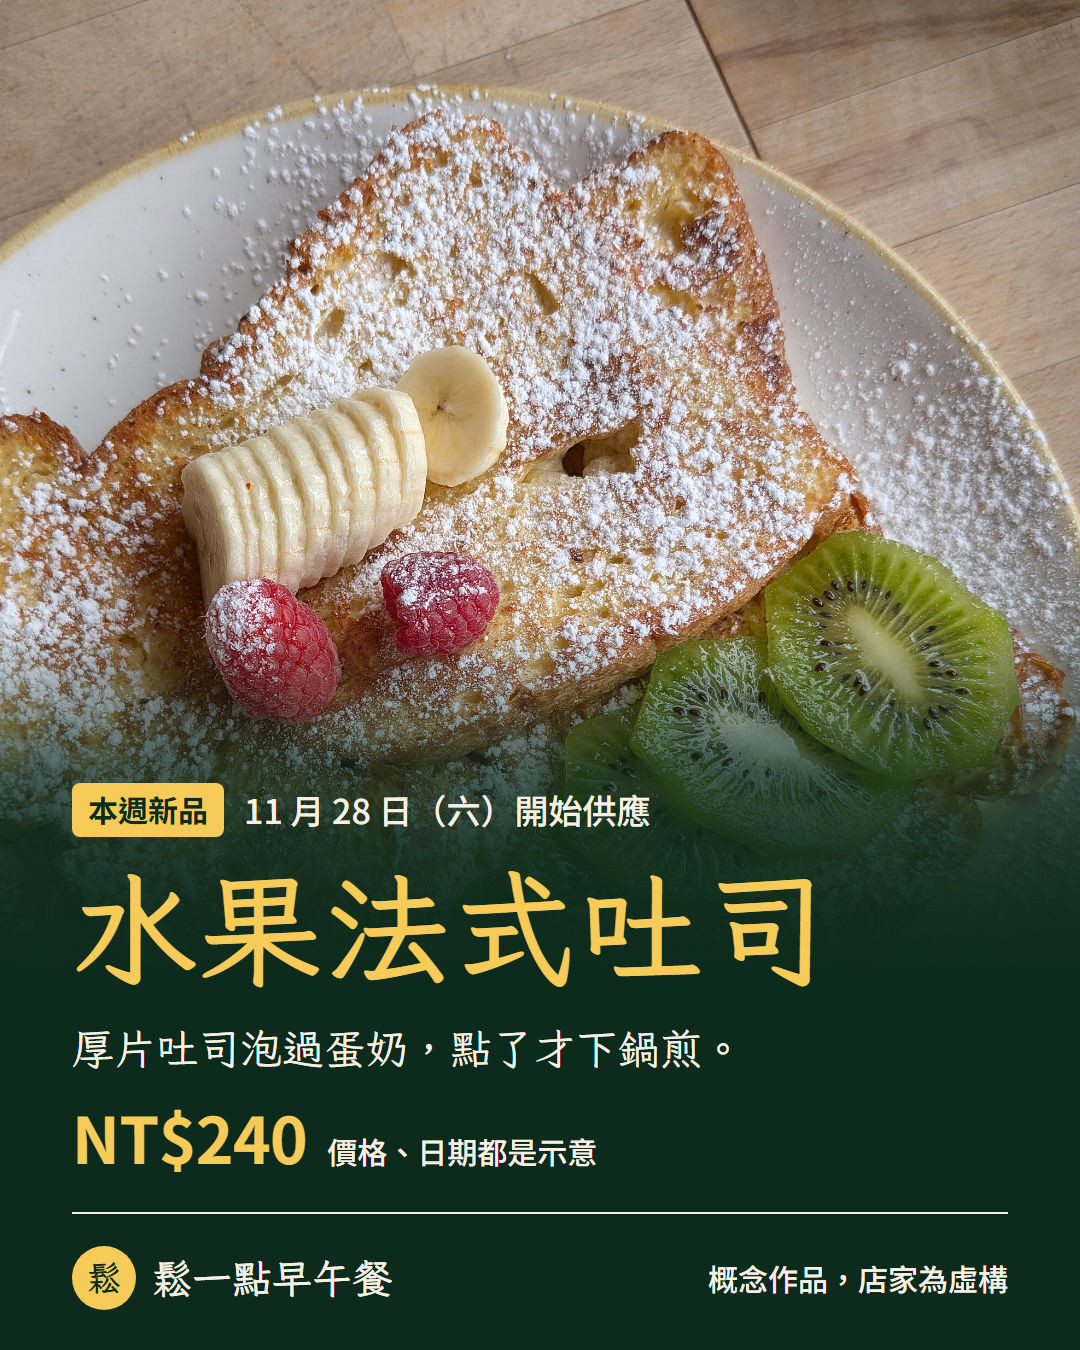 本週新品 11 月 28 日（六）開始供應
水果法式吐司
厚片吐司泡過蛋奶，點了才下鍋煎。
NT$240 價格、日期都是示意
鬆 鬆一點早午餐 概念作品，店家為虛構